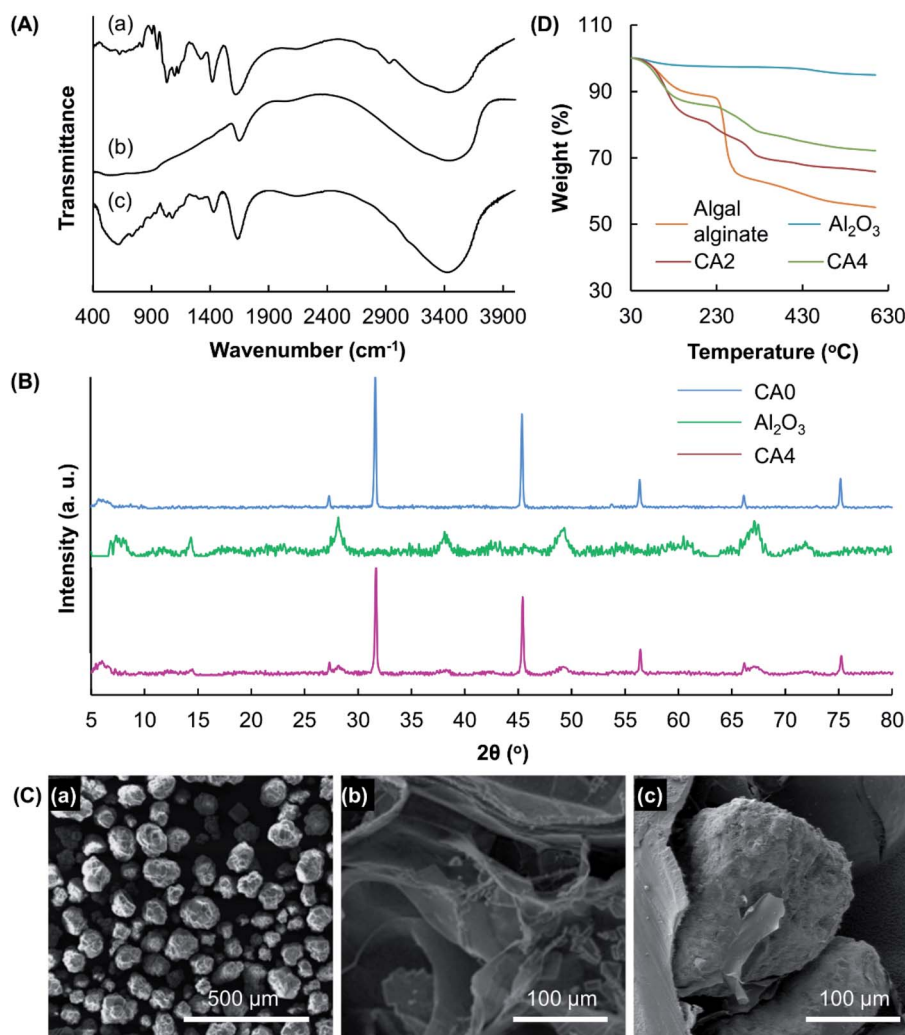 (A)
(a)
(b)
(c)
Transmittance
400 900 1400 1900 2400 2900 3400 3900
Wavenumber (cm⁻¹)
(D)
110
90
70
50
30
Weight (%)
Algal alginate
Al₂O₃
CA2
CA4
30 230 430 630
Temperature (ºC)
(B)
CA0
Al₂O₃
CA4
Intensity (a. u.)
5 10 15 20 25 30 35 40 45 50 55 60 65 70 75 80
2θ (º)
(C) (a)
500 µm
(b)
100 µm
(c)
100 µm